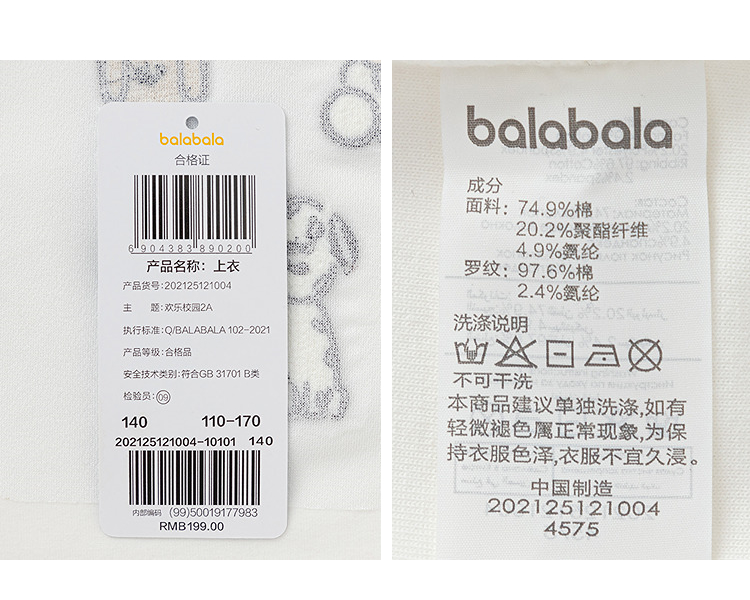 balabala
合格证
6 904383 890200
产品名称：上衣
产品货号：202125121004
主 题：欢乐校园2A
执行标准：Q/BALABALA 102-2021
产品等级：合格品
安全技术类别：符合GB 31701 B类
检验员：09
140 110-170
202125121004-10101 140
内部编码 (99)50019177983
RMB199.00
balabala
成分
面料：74.9%棉
20.2%聚酯纤维
4.9%氨纶
罗纹：97.6%棉
2.4%氨纶
洗涤说明
不可干洗
本商品建议单独洗涤,如有
轻微褪色属正常现象,为保
持衣服色泽,衣服不宜久浸。
中国制造
202125121004
4575